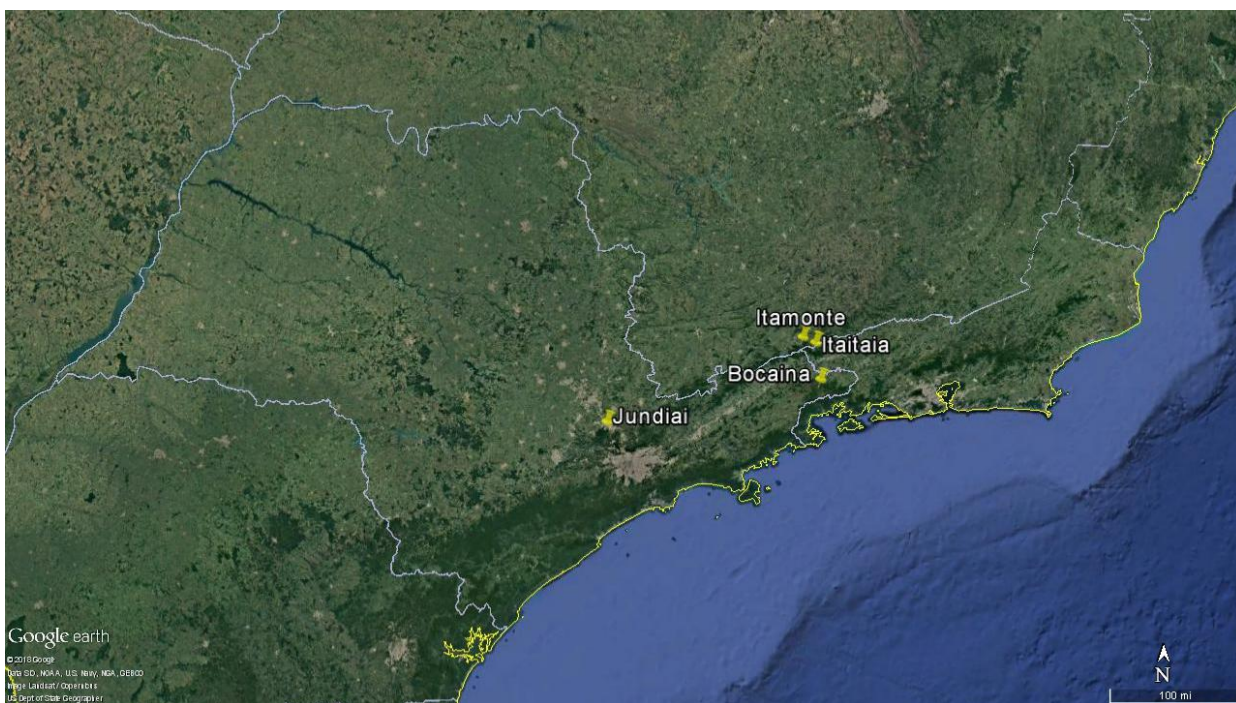 Itamonte
Itaitaia
Bocaina
Jundiai
Google earth
© 2018 Google
Data SIO, NOAA, U.S. Navy, NGA, GEBCO
Image Landsat / Copernicus
US Dept of State Geographer
N
100 mi